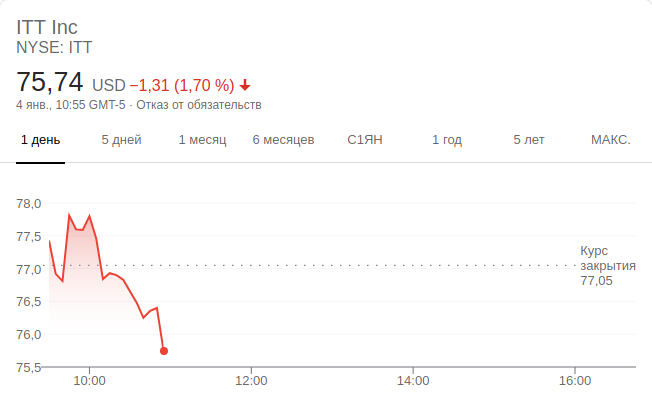 ITT Inc
NYSE: ITT
75,74 USD −1,31 (1,70 %)
4 янв., 10:55 GMT-5 · Отказ от обязательств
1 день 5 дней 1 месяц 6 месяцев С1ЯН 1 год 5 лет МАКС.
78,0
77,5
77,0
76,5
76,0
75,5
Курс
закрытия
77,05
10:00 12:00 14:00 16:00